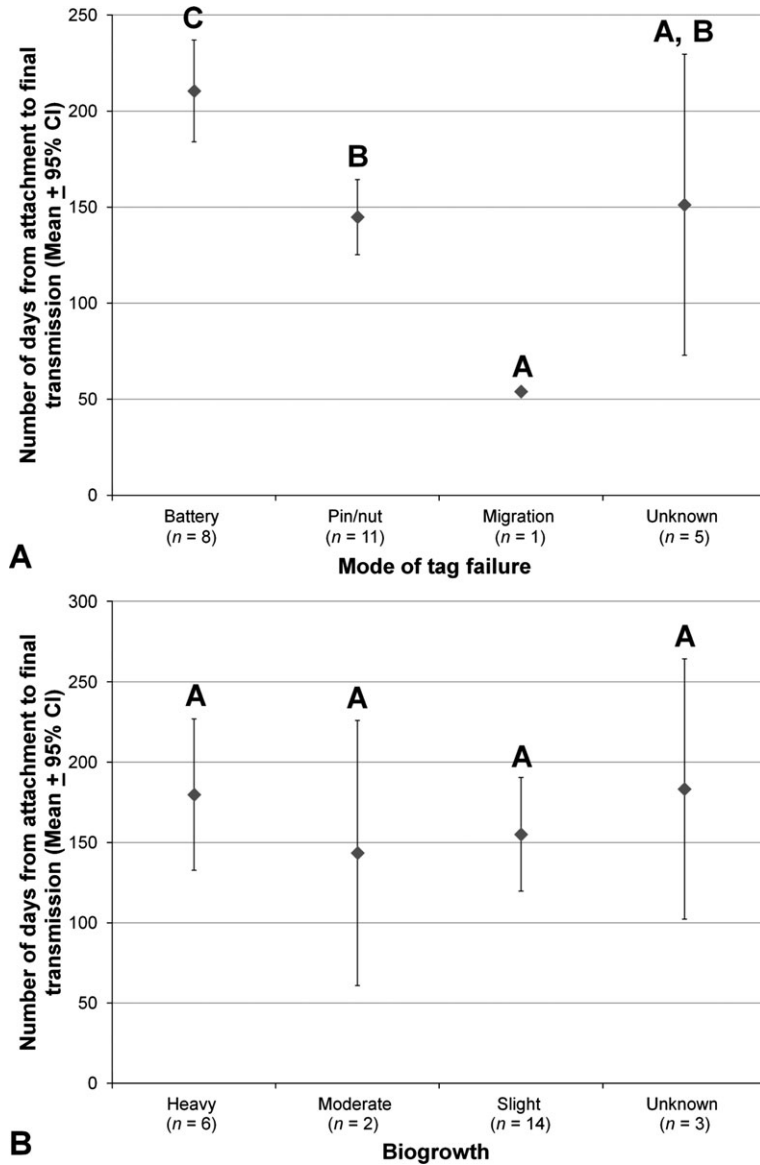 Number of days from attachment to final
transmission (Mean ± 95% CI)
250
200
150
100
50
0
C
B
A
A, B
Battery
(n = 8)
Pin/nut
(n = 11)
Migration
(n = 1)
Unknown
(n = 5)
A
Mode of tag failure
Number of days from attachment to final
transmission (Mean ± 95% CI)
300
250
200
150
100
50
0
A
A
A
A
Heavy
(n = 6)
Moderate
(n = 2)
Slight
(n = 14)
Unknown
(n = 3)
B
Biogrowth